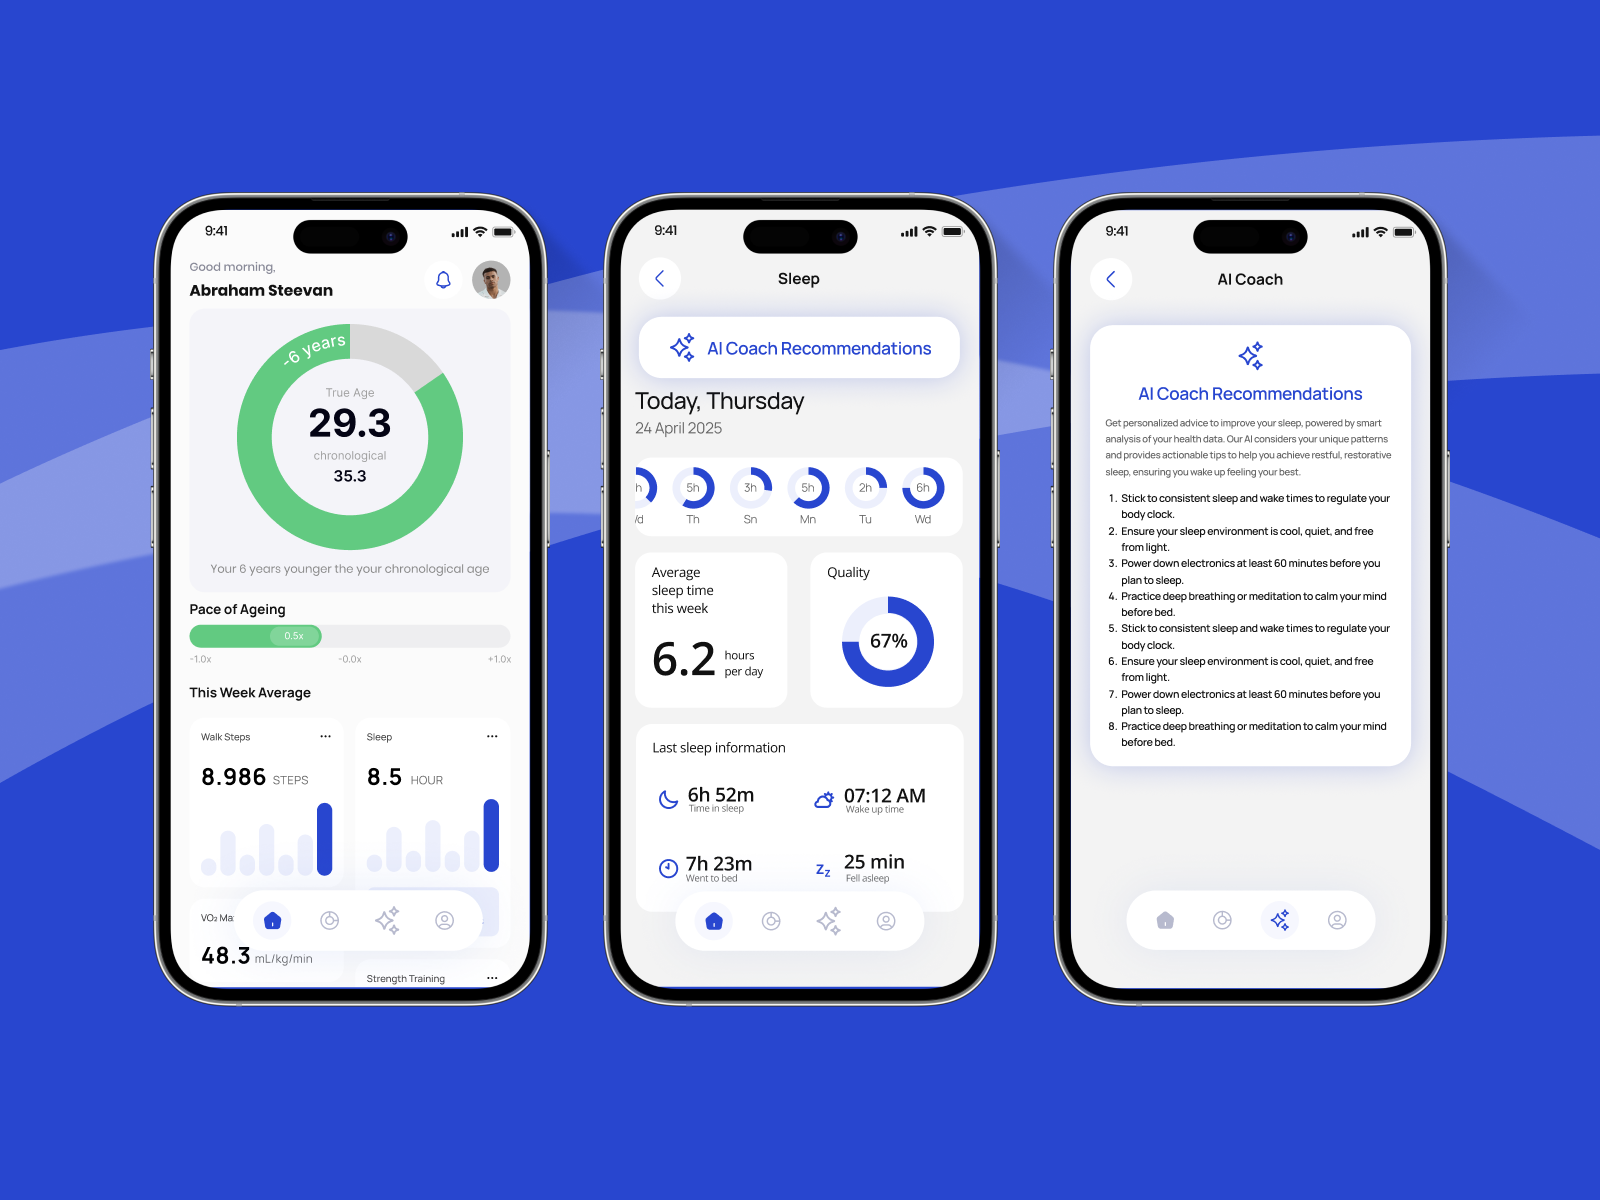 9:41
Good morning,
Abraham Steevan
-6 years
True Age
29.3
chronological
35.3
Your 6 years younger the your chronological age
Pace of Ageing
0.5x
-1.0x -0.0x +1.0x
This Week Average
Walk Steps ...
8.986 STEPS
Sleep ...
8.5 HOUR
VO₂ Ma
48.3 mL/kg/min
Strength Training ...
9:41
Sleep
AI Coach Recommendations
Today, Thursday
24 April 2025
h 5h 3h 5h 2h 6h
/d Th Sn Mn Tu Wd
Average
sleep time
this week
6.2 hours
per day
Quality
67%
Last sleep information
6h 52m
Time in sleep
07:12 AM
Wake up time
7h 23m
Went to bed
Zz
25 min
Fell asleep
9:41
AI Coach
AI Coach Recommendations
Get personalized advice to improve your sleep, powered by smart
analysis of your health data. Our AI considers your unique patterns
and provides actionable tips to help you achieve restful, restorative
sleep, ensuring you wake up feeling your best.
1. Stick to consistent sleep and wake times to regulate your
body clock.
2. Ensure your sleep environment is cool, quiet, and free
from light.
3. Power down electronics at least 60 minutes before you
plan to sleep.
4. Practice deep breathing or meditation to calm your mind
before bed.
5. Stick to consistent sleep and wake times to regulate your
body clock.
6. Ensure your sleep environment is cool, quiet, and free
from light.
7. Power down electronics at least 60 minutes before you
plan to sleep.
8. Practice deep breathing or meditation to calm your mind
before bed.